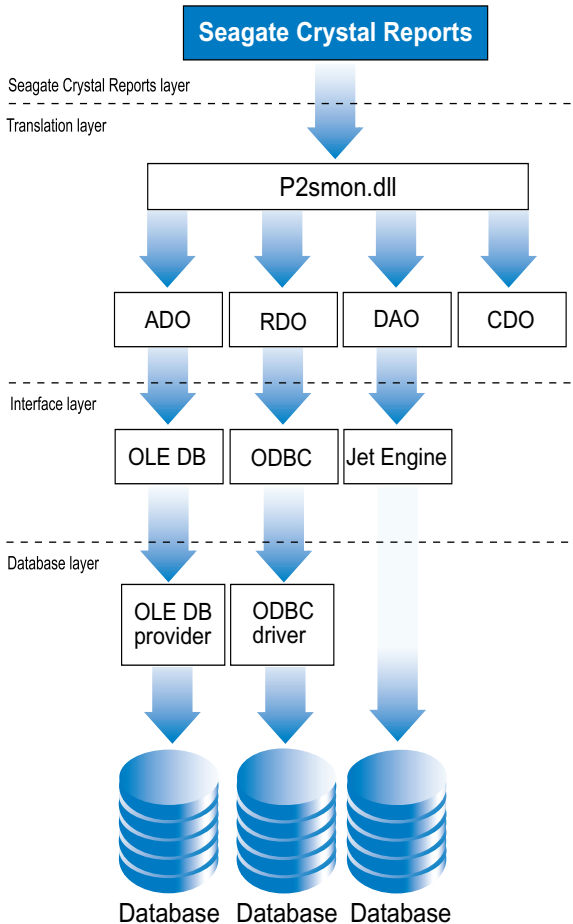 Seagate Crystal Reports
Seagate Crystal Reports layer
Translation layer
P2smon.dll
ADO
RDO
DAO
CDO
Interface layer
OLE DB
ODBC
Jet Engine
Database layer
OLE DB
provider
ODBC
driver
Database
Database
Database